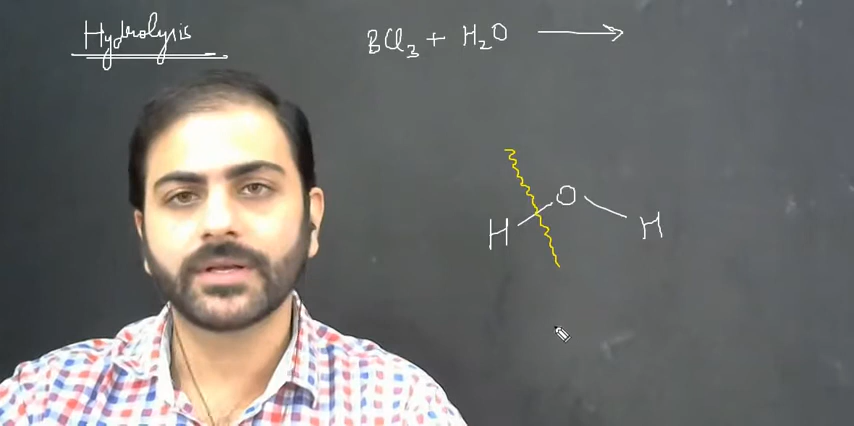 Hydrolysis
BCl₃ + H₂O ⟶
O
H H